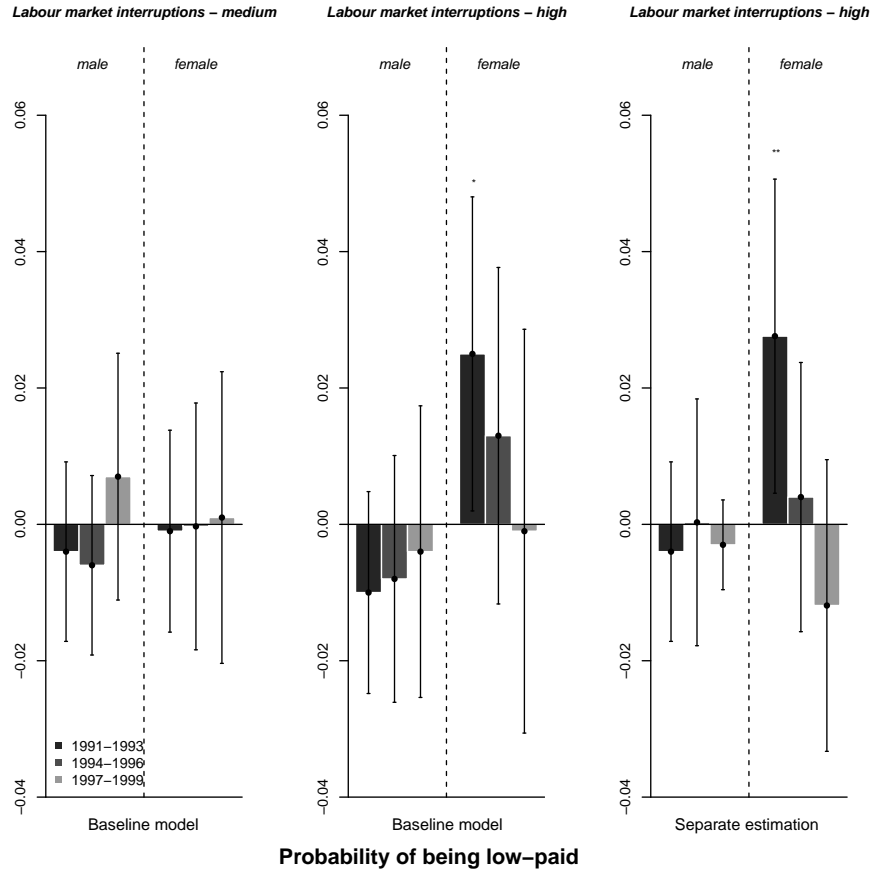 Labour market interruptions – medium
Labour market interruptions – high
Labour market interruptions – high
male
female
male
female
male
female
0.06
0.04
0.02
0.00
−0.02
−0.04
0.06
0.04
0.02
0.00
−0.02
−0.04
0.06
0.04
0.02
0.00
−0.02
−0.04
*
**
1991−1993
1994−1996
1997−1999
Baseline model
Baseline model
Separate estimation
Probability of being low−paid